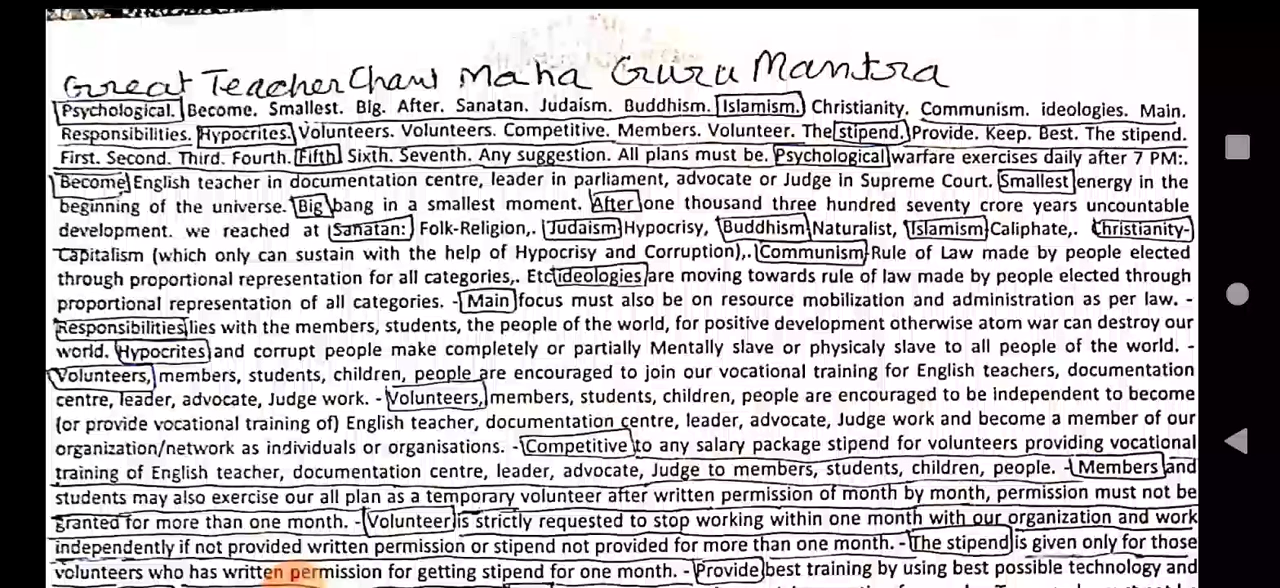 Great Teacher Chant Maha Guru Mantra
Psychological. Become. Smallest. Big. After. Sanatan. Judaism. Buddhism. Islamism. Christianity. Communism. ideologies. Main.
Responsibilities. Hypocrites. Volunteers. Volunteers. Competitive. Members. Volunteer. The stipend. Provide. Keep. Best. The stipend.
First. Second. Third. Fourth. Fifth Sixth. Seventh. Any suggestion. All plans must be. Psychological warfare exercises daily after 7 PM:.
Become English teacher in documentation centre, leader in parliament, advocate or Judge in Supreme Court. Smallest energy in the
beginning of the universe. Big bang in a smallest moment. After one thousand three hundred seventy crore years uncountable
development. we reached at Sanatan: Folk-Religion,. Judaism Hypocrisy, Buddhism Naturalist, Islamism Caliphate,. Christianity-
Capitalism (which only can sustain with the help of Hypocrisy and Corruption),. Communism-Rule of Law made by people elected
through proportional representation for all categories,. Etc ideologies are moving towards rule of law made by people elected through
proportional representation of all categories. - Main focus must also be on resource mobilization and administration as per law. -
Responsibilities lies with the members, students, the people of the world, for positive development otherwise atom war can destroy our
world. Hypocrites and corrupt people make completely or partially Mentally slave or physicaly slave to all people of the world. -
Volunteers, members, students, children, people are encouraged to join our vocational training for English teachers, documentation
centre, leader, advocate, Judge work. - Volunteers, members, students, children, people are encouraged to be independent to become
(or provide vocational training of) English teacher, documentation centre, leader, advocate, Judge work and become a member of our
organization/network as individuals or organisations. - Competitive to any salary package stipend for volunteers providing vocational
training of English teacher, documentation centre, leader, advocate, Judge to members, students, children, people. - Members and
students may also exercise our all plan as a temporary volunteer after written permission of month by month, permission must not be
granted for more than one month. - Volunteer is strictly requested to stop working within one month with our organization and work
independently if not provided written permission or stipend not provided for more than one month. - The stipend is given only for those
volunteers who has written permission for getting stipend for one month. - Provide best training by using best possible technology and